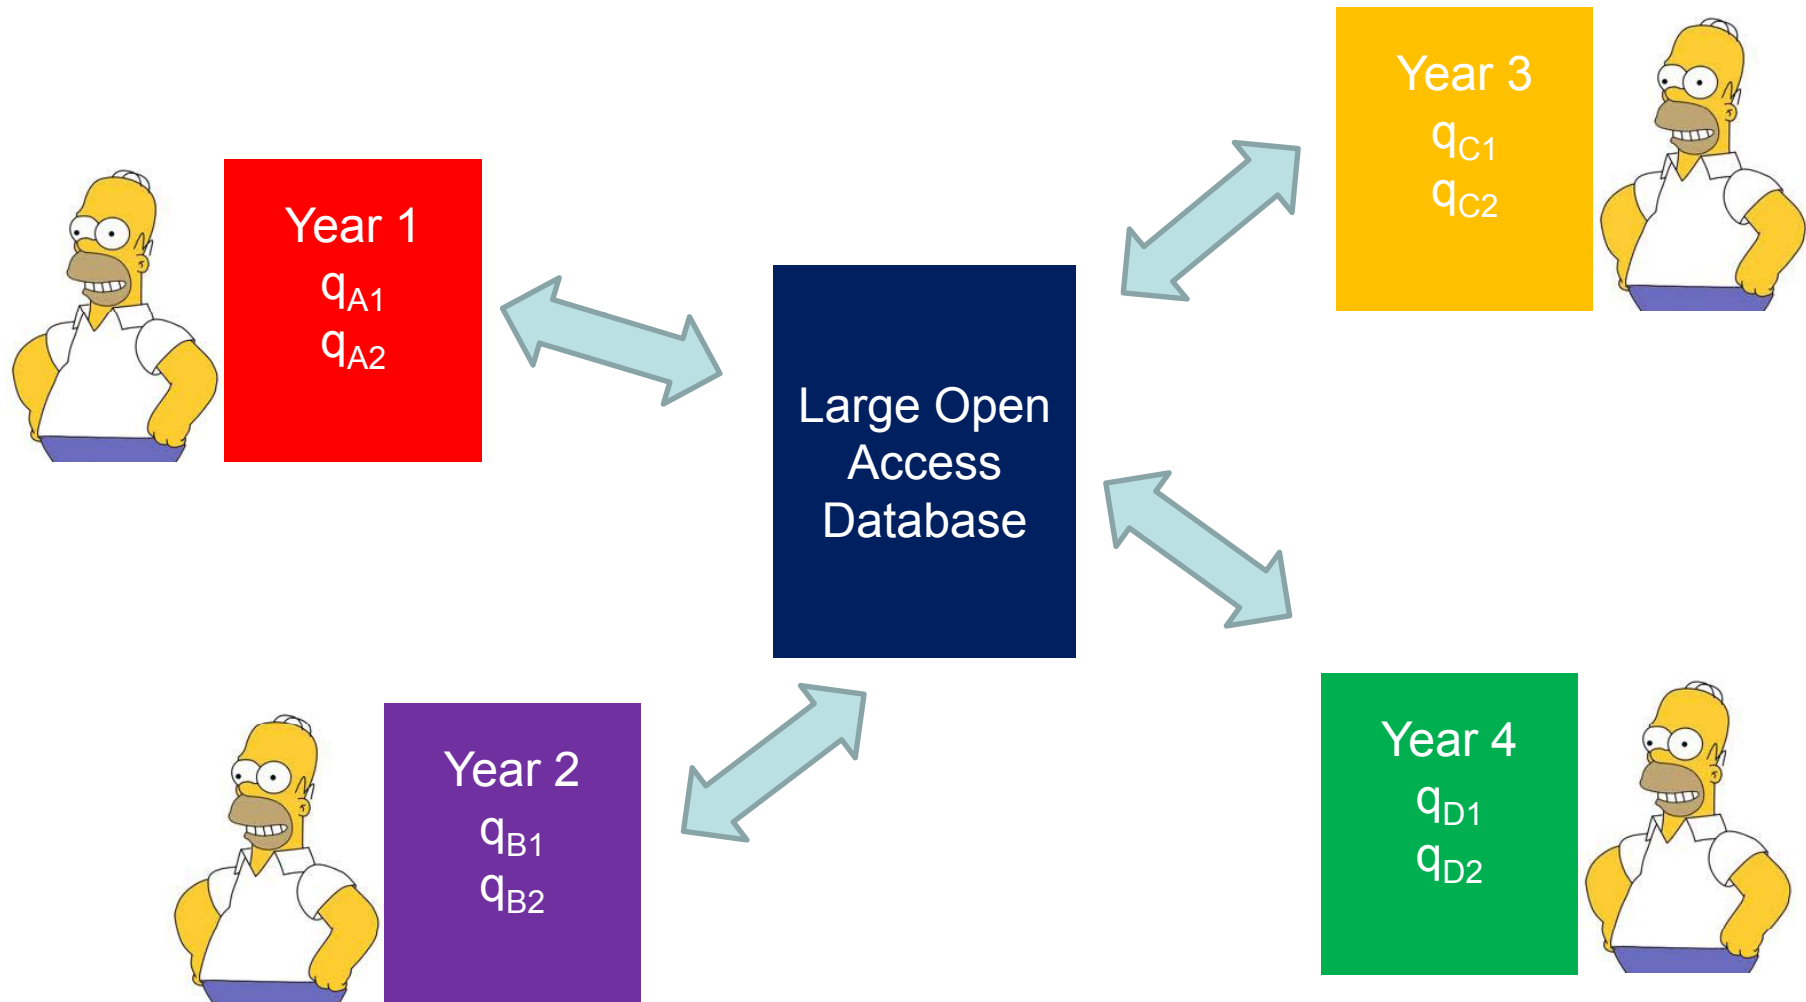 Year 1
qA1
qA2
Year 2
qB1
qB2
Large Open
Access
Database
Year 3
qC1
qC2
Year 4
qD1
qD2